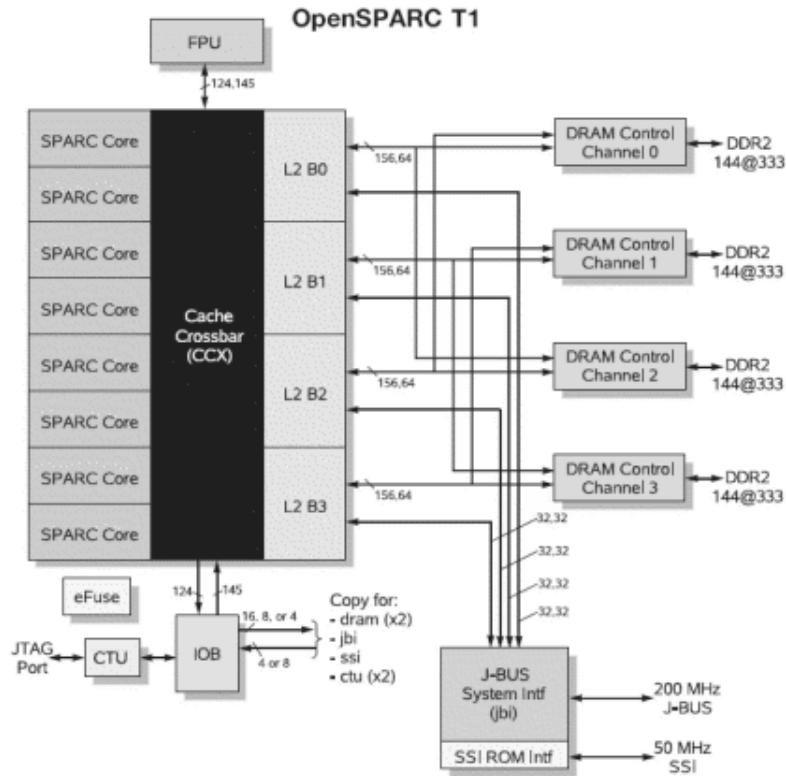 OpenSPARC T1
FPU
124,145
SPARC Core
SPARC Core
SPARC Core
SPARC Core
SPARC Core
SPARC Core
SPARC Core
SPARC Core
Cache
Crossbar
(CCX)
L2 B0
L2 B1
L2 B2
L2 B3
156,64
156,64
156,64
156,64
DRAM Control
Channel 0
DDR2
144@333
DRAM Control
Channel 1
DDR2
144@333
DRAM Control
Channel 2
DDR2
144@333
DRAM Control
Channel 3
DDR2
144@333
32,32
32,32
32,32
32,32
eFuse
124
145
JTAG
Port
CTU
IOB
16, 8, or 4
4 or 8
Copy for:
- dram (x2)
- jbi
- ssi
- ctu (x2)
J-BUS
System Intf
(jbi)
SSI ROM Intf
200 MHz
J-BUS
50 MHz
SSI